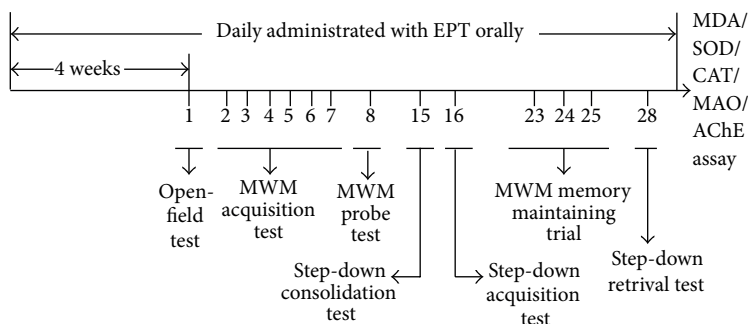 Daily administrated with EPT orally
4 weeks
MDA/
SOD/
CAT/
MAO/
AChE
assay
1 2 3 4 5 6 7 8 15 16 23 24 25 28
Open-
field
test
MWM
acquisition
test
MWM
probe
test
MWM memory
maintaining
trial
Step-down
consolidation
test
Step-down
acquisition
test
Step-down
retrival test